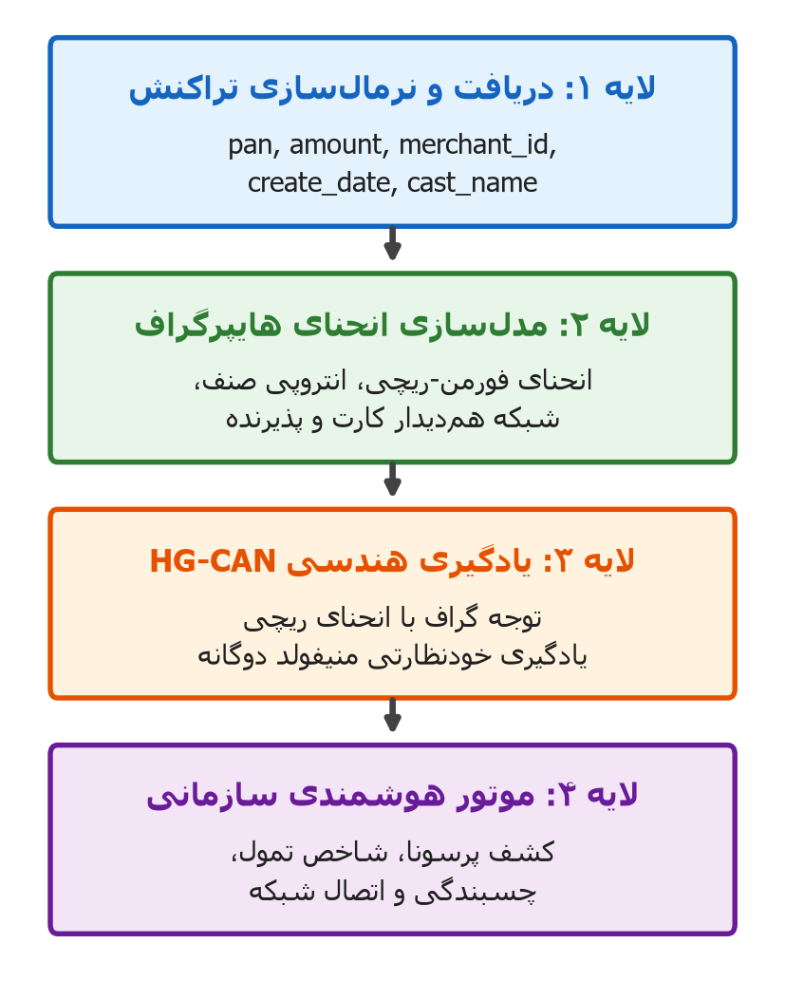 لایه ۱: دریافت و نرمال‌سازی تراکنش
pan, amount, merchant_id,
create_date, cast_name
لایه ۲: مدل‌سازی انحنای هایپرگراف
انحنای فورمن-ریچی، انتروپی صنف،
شبکه هم‌دیدار کارت و پذیرنده
لایه ۳: یادگیری هندسی HG-CAN
توجه گراف با انحنای ریچی
یادگیری خودنظارتی منیفولد دوگانه
لایه ۴: موتور هوشمندی سازمانی
کشف پرسونا، شاخص تمول،
چسبندگی و اتصال شبکه